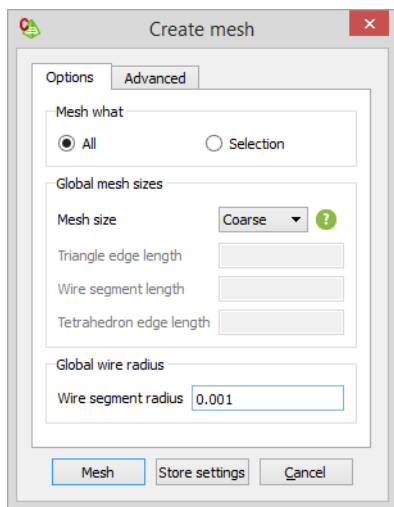 Create mesh
Options Advanced
Mesh what
All Selection
Global mesh sizes
Mesh size Coarse ?
Triangle edge length
Wire segment length
Tetrahedron edge length
Global wire radius
Wire segment radius 0.001
Mesh Store settings Cancel